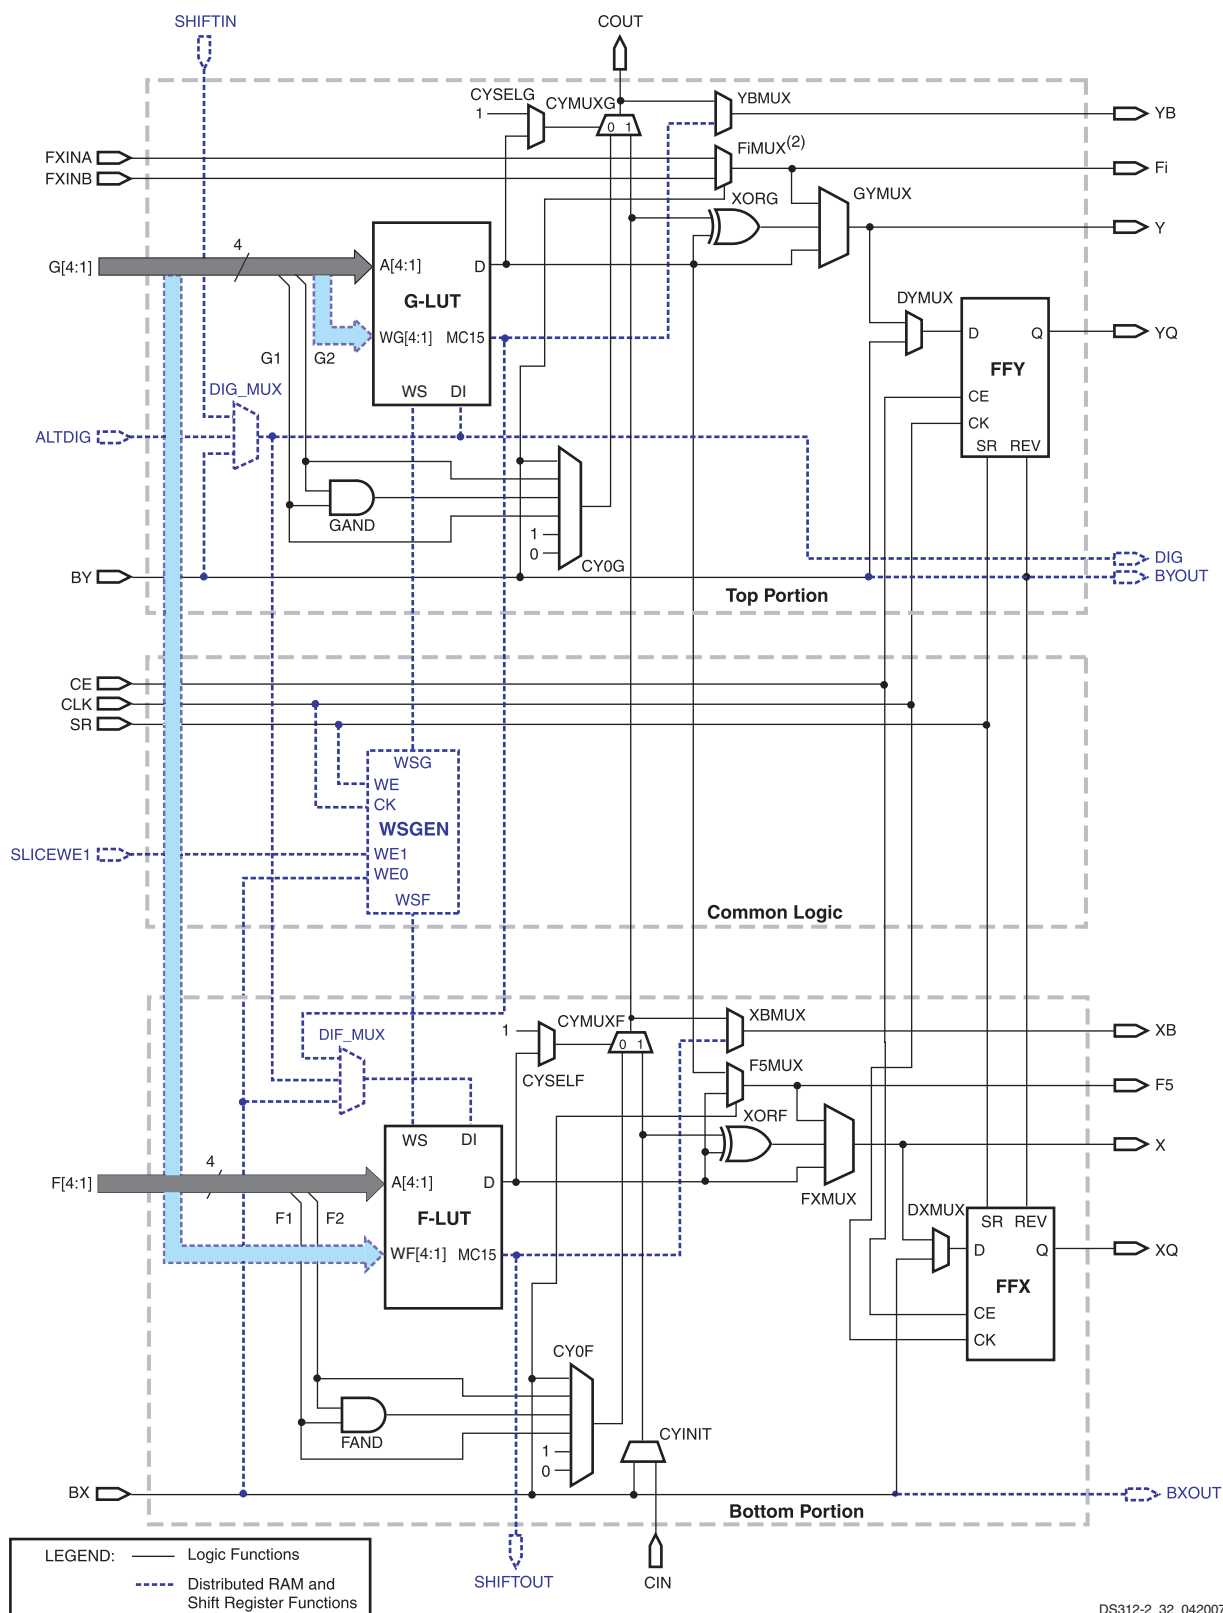 SHIFTIN
COUT
CYSELG
CYMUXG
YBMUX
1
0 1
YB
FXINA
FXINB
FiMUX(2)
Fi
XORG
GYMUX
Y
4
G[4:1]
A[4:1]
D
G-LUT
WG[4:1]
MC15
WS
DI
G1
G2
DYMUX
D
Q
FFY
CE
CK
SR
REV
YQ
DIG_MUX
ALTDIG
GAND
1
0
CY0G
BY
DIG
BYOUT
Top Portion
CE
CLK
SR
WSG
WE
CK
WSGEN
WE1
WE0
WSF
SLICEWE1
Common Logic
DIF_MUX
1
CYMUXF
0 1
CYSELF
XBMUX
XB
F5MUX
F5
XORF
X
FXMUX
WS
DI
4
F[4:1]
A[4:1]
D
F-LUT
WF[4:1]
MC15
F1
F2
DXMUX
SR
REV
D
Q
FFX
CE
CK
XQ
CY0F
FAND
1
0
CYINIT
BX
BXOUT
Bottom Portion
SHIFTOUT
CIN
LEGEND:
Logic Functions
Distributed RAM and
Shift Register Functions
DS312-2_32_042007